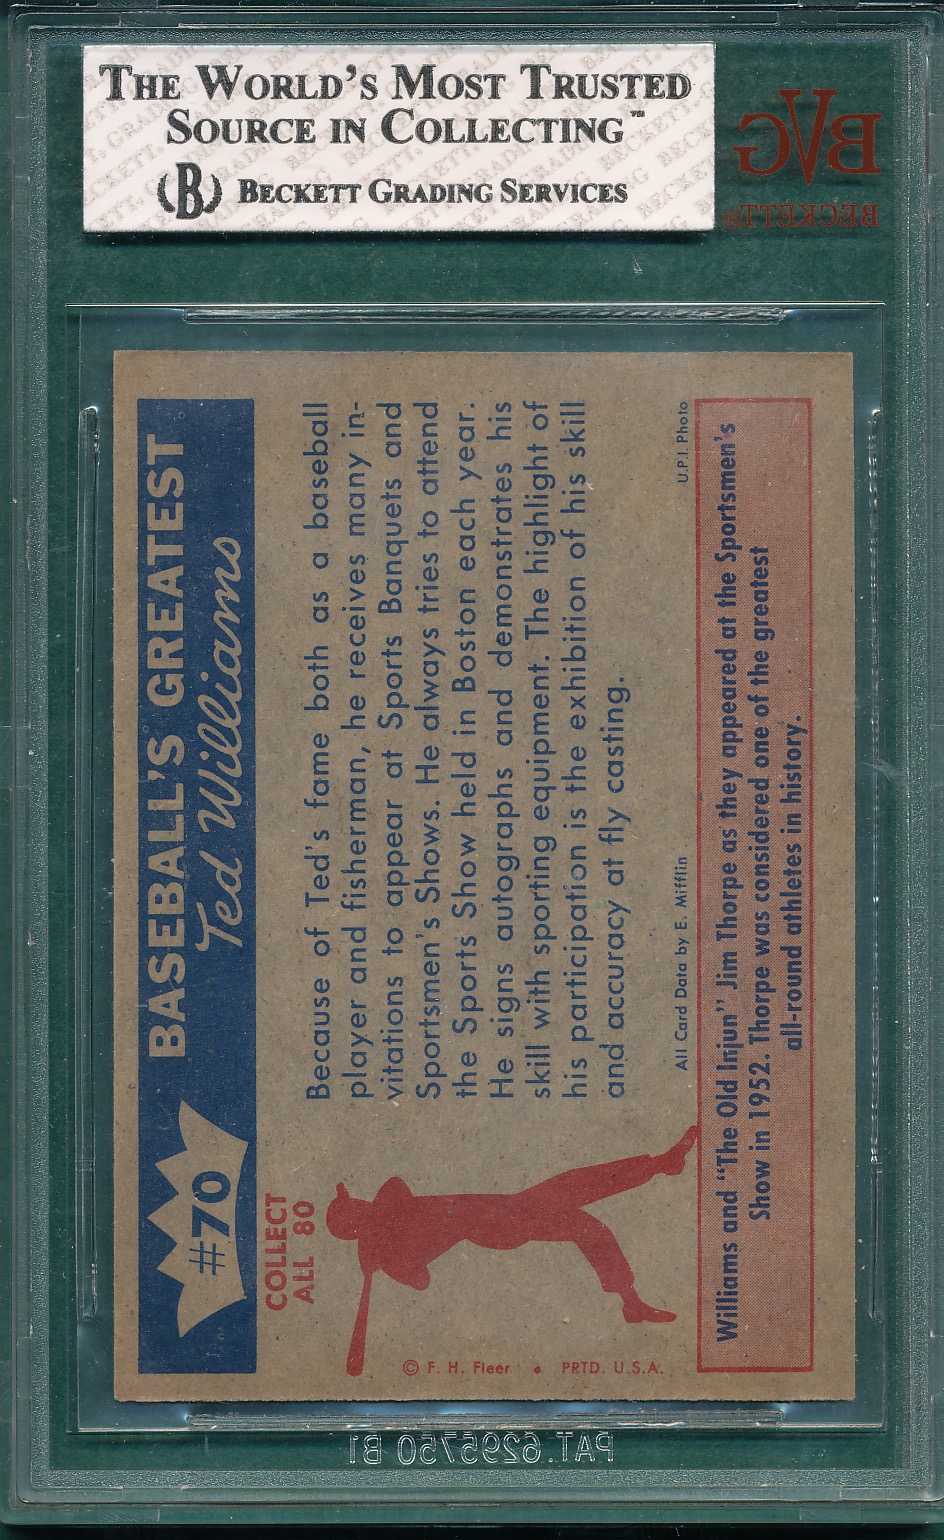 THE WORLD'S MOST TRUSTED
SOURCE IN COLLECTING™
(B) BECKETT GRADING SERVICES
BVG
BECKETT®
#70
BASEBALL'S GREATEST
Ted Williams
COLLECT
ALL 80
Because of Ted's fame both as a baseball
player and fisherman, he receives many in-
vitations to appear at Sports Banquets and
Sportsmen's Shows. He always tries to attend
the Sports Show held in Boston each year.
He signs autographs and demonstrates his
skill with sporting equipment. The highlight of
his participation is the exhibition of his skill
and accuracy at fly casting.
© F. H. Fleer • PRTD. U.S.A.
All Card Data by E. Mifflin
U.P.I. Photo
Williams and "The Old Injun" Jim Thorpe as they appeared at the Sportsmen's
Show in 1952. Thorpe was considered one of the greatest
all-round athletes in history.
PAT. 6295750 B1